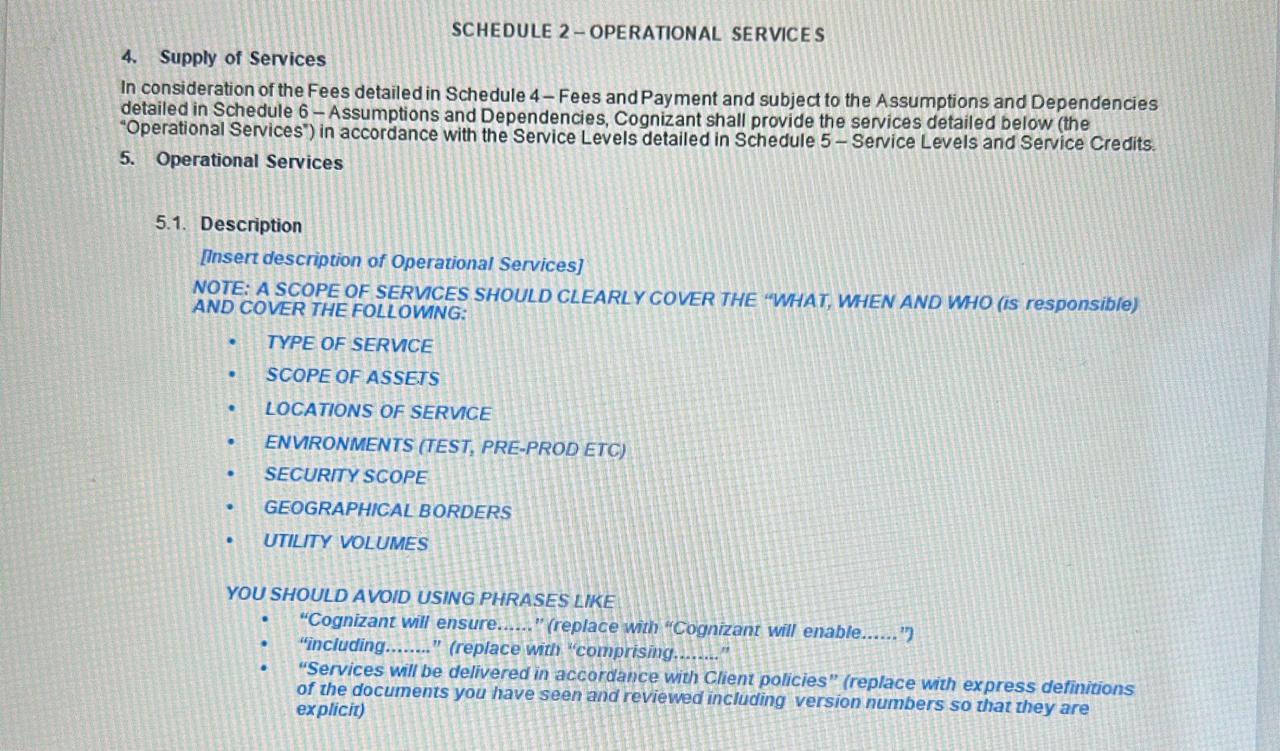 SCHEDULE 2 – OPERATIONAL SERVICES
4. Supply of Services
In consideration of the Fees detailed in Schedule 4 – Fees and Payment and subject to the Assumptions and Dependencies
detailed in Schedule 6 – Assumptions and Dependencies, Cognizant shall provide the services detailed below (the
"Operational Services") in accordance with the Service Levels detailed in Schedule 5 – Service Levels and Service Credits.
5. Operational Services
5.1. Description
[Insert description of Operational Services]
NOTE: A SCOPE OF SERVICES SHOULD CLEARLY COVER THE "WHAT, WHEN AND WHO (is responsible)
AND COVER THE FOLLOWING:
• TYPE OF SERVICE
• SCOPE OF ASSETS
• LOCATIONS OF SERVICE
• ENVIRONMENTS (TEST, PRE-PROD ETC)
• SECURITY SCOPE
• GEOGRAPHICAL BORDERS
• UTILITY VOLUMES
YOU SHOULD AVOID USING PHRASES LIKE
• "Cognizant will ensure......" (replace with "Cognizant will enable......")
• "including........" (replace with "comprising........"
• "Services will be delivered in accordance with Client policies" (replace with express definitions
of the documents you have seen and reviewed including version numbers so that they are
explicit)